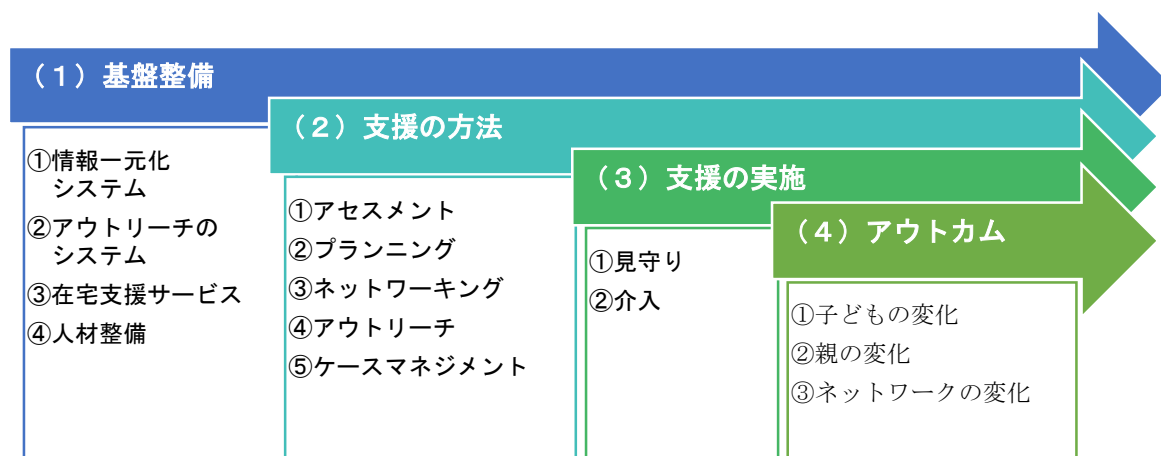 （１）基盤整備
①情報一元化
システム
②アウトリーチの
システム
③在宅支援サービス
④人材整備
（２）支援の方法
①アセスメント
②プランニング
③ネットワーキング
④アウトリーチ
⑤ケースマネジメント
（３）支援の実施
①見守り
②介入
（４）アウトカム
①子どもの変化
②親の変化
③ネットワークの変化